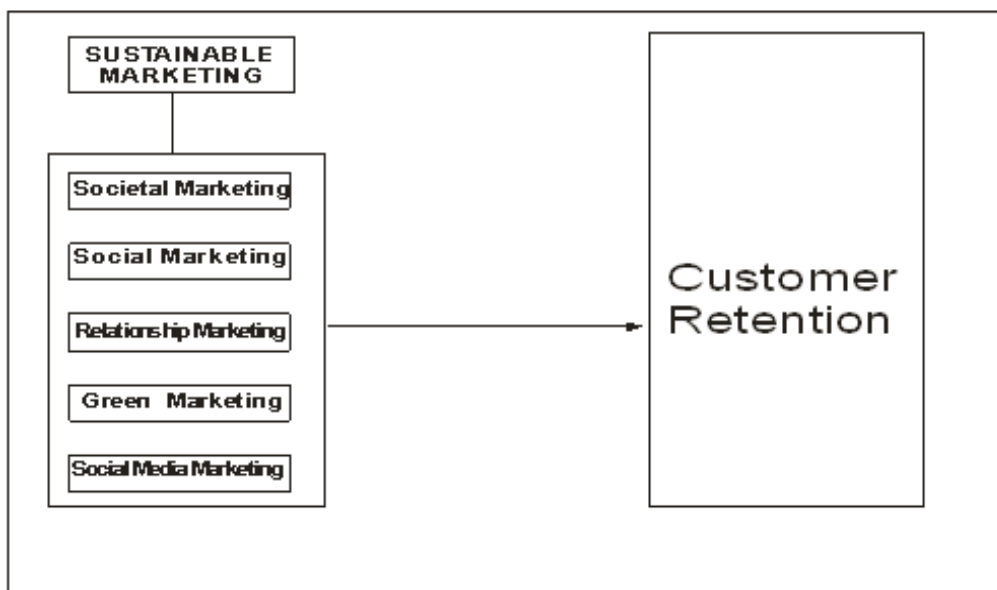 SUSTAINABLE
MARKETING
Societal Marketing
Social Marketing
Relationship Marketing
Green Marketing
Social Media Marketing
Customer
Retention